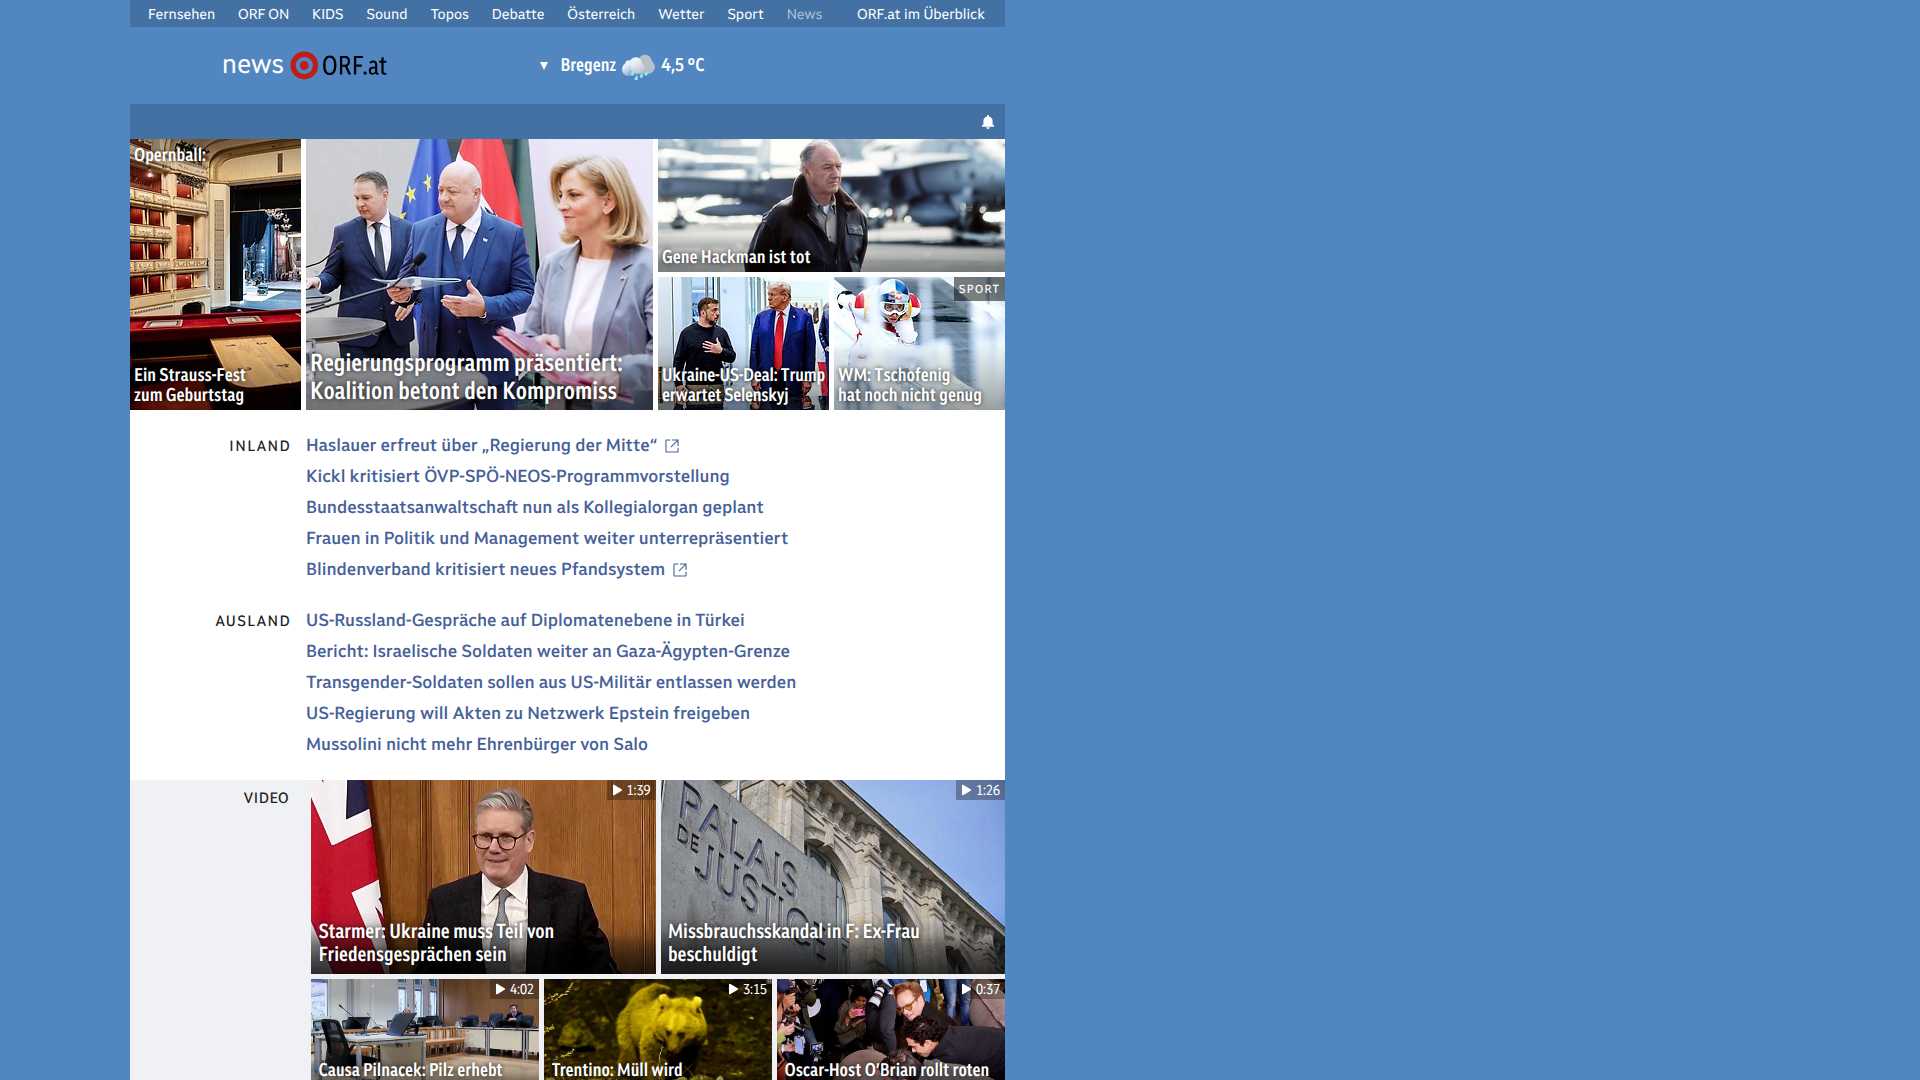 Fernsehen ORF ON KIDS Sound Topos Debatte Österreich Wetter Sport News ORF.at im Überblick
news ORF.at
▼ Bregenz 4,5 °C
Opernball:
Ein Strauss-Fest
zum Geburtstag
Regierungsprogramm präsentiert:
Koalition betont den Kompromiss
Gene Hackman ist tot
Ukraine-US-Deal: Trump
erwartet Selenskyj
SPORT
WM: Tschofenig
hat noch nicht genug
INLAND
Haslauer erfreut über „Regierung der Mitte“
Kickl kritisiert ÖVP-SPÖ-NEOS-Programmvorstellung
Bundesstaatsanwaltschaft nun als Kollegialorgan geplant
Frauen in Politik und Management weiter unterrepräsentiert
Blindenverband kritisiert neues Pfandsystem
AUSLAND
US-Russland-Gespräche auf Diplomatenebene in Türkei
Bericht: Israelische Soldaten weiter an Gaza-Ägypten-Grenze
Transgender-Soldaten sollen aus US-Militär entlassen werden
US-Regierung will Akten zu Netzwerk Epstein freigeben
Mussolini nicht mehr Ehrenbürger von Salo
VIDEO
1:39
Starmer: Ukraine muss Teil von
Friedensgesprächen sein
1:26
PALAIS
DE JUSTICE
Missbrauchsskandal in F: Ex-Frau
beschuldigt
4:02
Causa Pilnacek: Pilz erhebt
3:15
Trentino: Müll wird
0:37
Oscar-Host O’Brian rollt roten